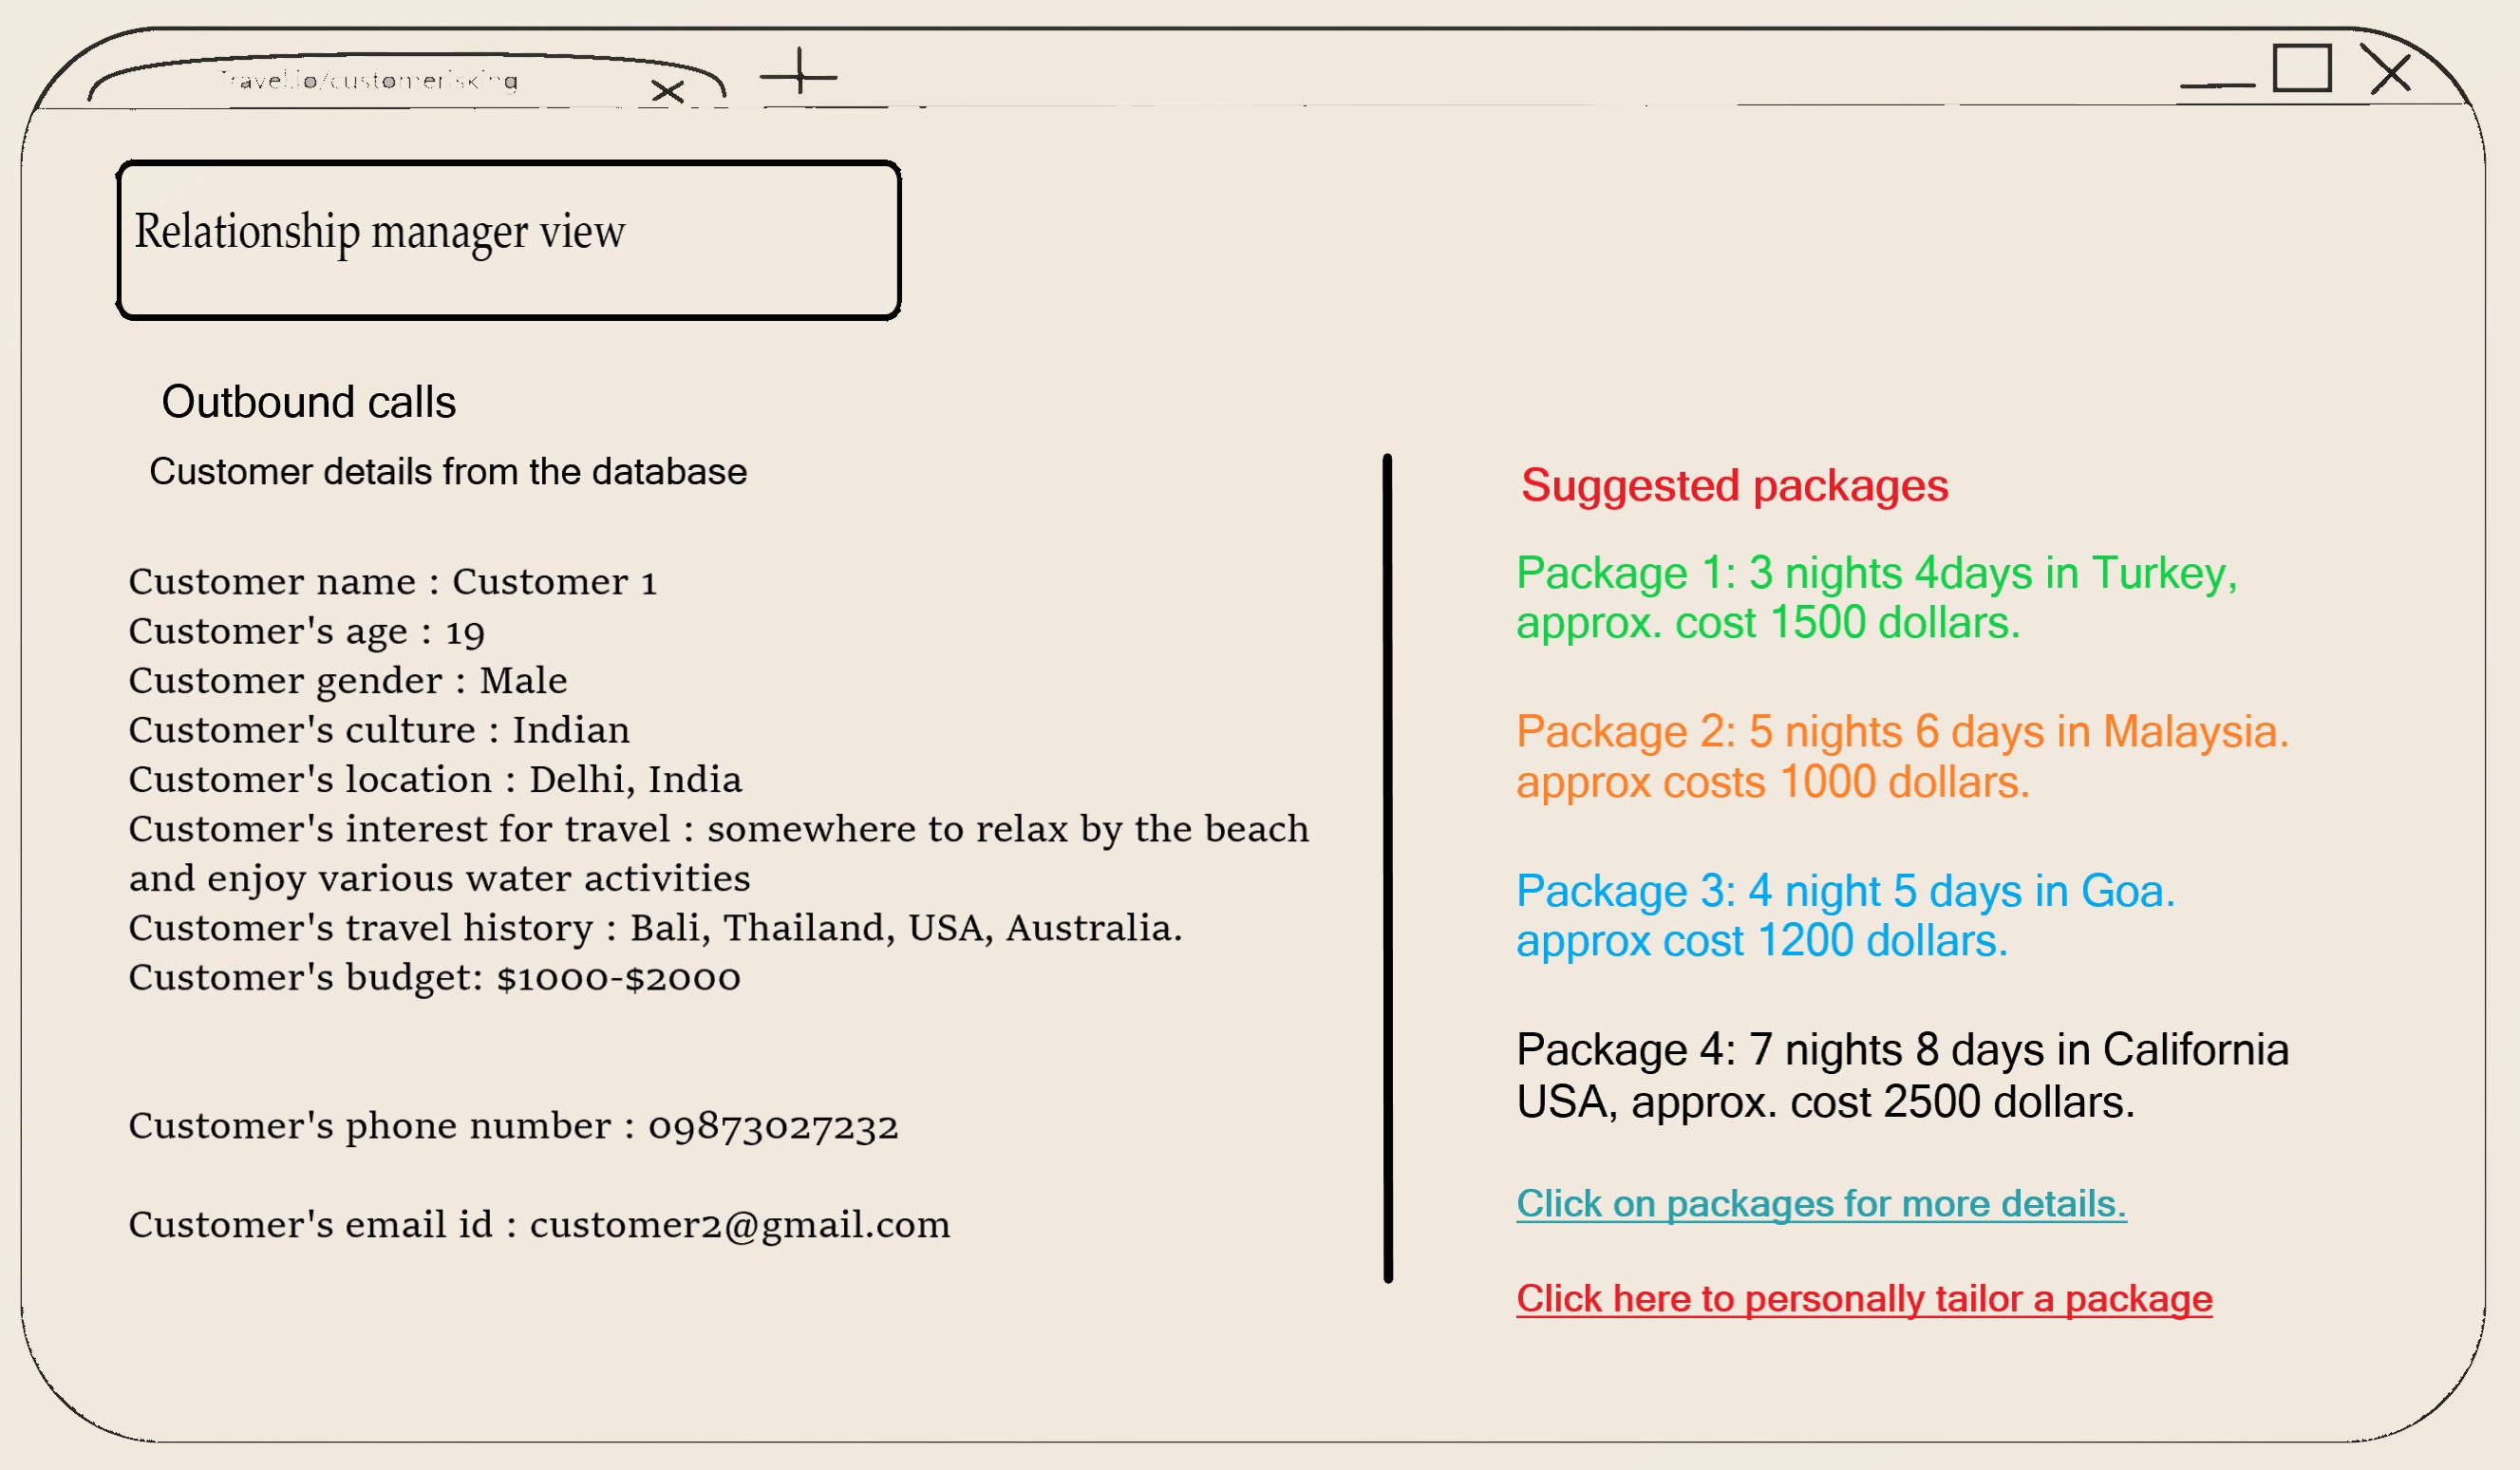 Travel.io/customerisking
Relationship manager view
Outbound calls
Customer details from the database
Customer name : Customer 1
Customer's age : 19
Customer gender : Male
Customer's culture : Indian
Customer's location : Delhi, India
Customer's interest for travel : somewhere to relax by the beach
and enjoy various water activities
Customer's travel history : Bali, Thailand, USA, Australia.
Customer's budget: $1000-$2000
Customer's phone number : 09873027232
Customer's email id : customer2@gmail.com
Suggested packages
Package 1: 3 nights 4days in Turkey,
approx. cost 1500 dollars.
Package 2: 5 nights 6 days in Malaysia.
approx costs 1000 dollars.
Package 3: 4 night 5 days in Goa.
approx cost 1200 dollars.
Package 4: 7 nights 8 days in California
USA, approx. cost 2500 dollars.
Click on packages for more details.
Click here to personally tailor a package